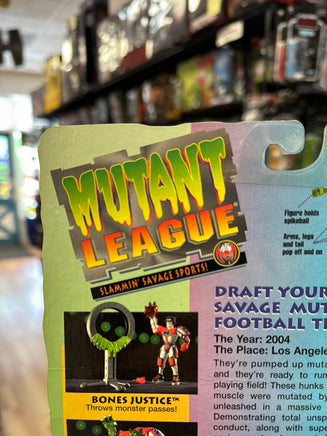 MUTANT
LEAGUE
SLAMMIN' SAVAGE SPORTS!
Figure holds
spikeball
Arms, legs
and tail
pop off and on
DRAFT YOUR
SAVAGE MUT
FOOTBALL T
The Year: 2004
The Place: Los Angele
They're pumped up muta
and they're ready to rum
playing field! These hunks
muscle were mutated by
unleashed in a massive
Demonstrating total unsp
conduct, along with supe
BONES JUSTICE™
Throws monster passes!